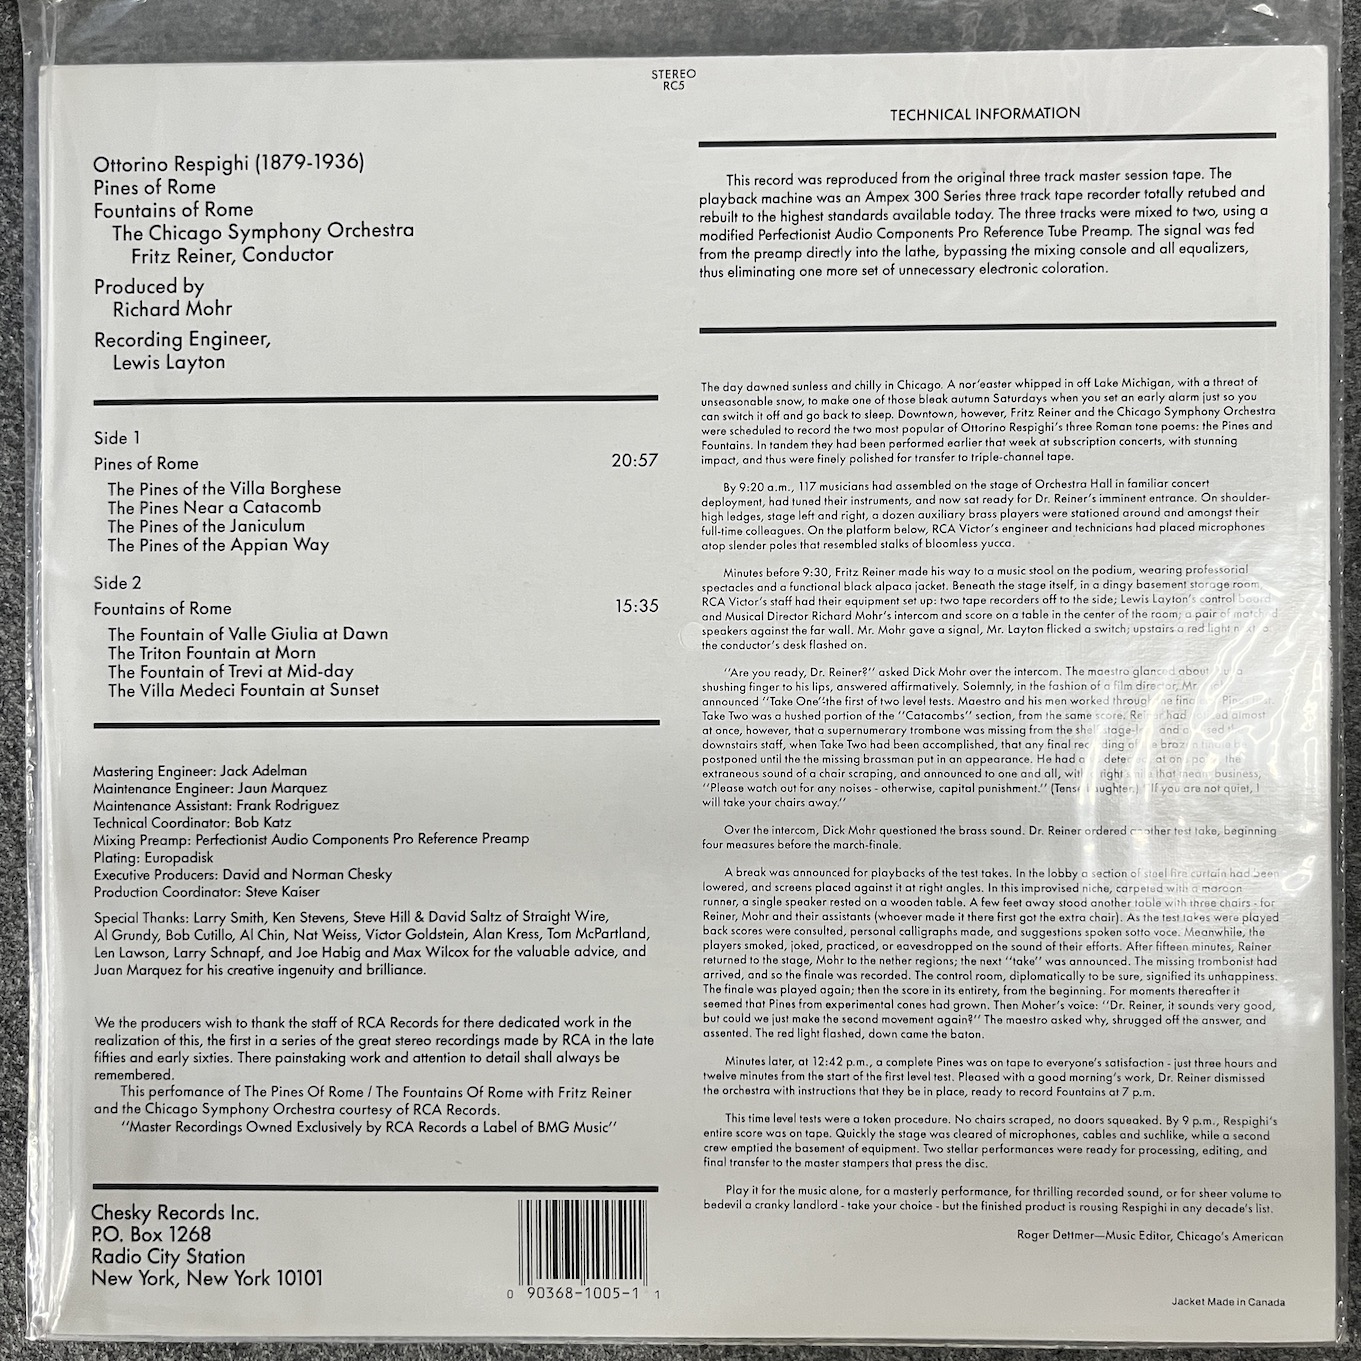 STEREO
RC5
Ottorino Respighi (1879-1936)
Pines of Rome
Fountains of Rome
The Chicago Symphony Orchestra
Fritz Reiner, Conductor
Produced by
Richard Mohr
Recording Engineer,
Lewis Layton
Side 1
Pines of Rome 20:57
The Pines of the Villa Borghese
The Pines Near a Catacomb
The Pines of the Janiculum
The Pines of the Appian Way
Side 2
Fountains of Rome 15:35
The Fountain of Valle Giulia at Dawn
The Triton Fountain at Morn
The Fountain of Trevi at Mid-day
The Villa Medeci Fountain at Sunset
Mastering Engineer: Jack Adelman
Maintenance Engineer: Jaun Marquez
Maintenance Assistant: Frank Rodriguez
Technical Coordinator: Bob Katz
Mixing Preamp: Perfectionist Audio Components Pro Reference Preamp
Plating: Europadisk
Executive Producers: David and Norman Chesky
Production Coordinator: Steve Kaiser
Special Thanks: Larry Smith, Ken Stevens, Steve Hill & David Saltz of Straight Wire,
Al Grundy, Bob Cutillo, Al Chin, Nat Weiss, Victor Goldstein, Alan Kress, Tom McPartland,
Len Lawson, Larry Schnapf, and Joe Habig and Max Wilcox for the valuable advice, and
Juan Marquez for his creative ingenuity and brilliance.
We the producers wish to thank the staff of RCA Records for there dedicated work in the
realization of this, the first in a series of the great stereo recordings made by RCA in the late
fifties and early sixties. There painstaking work and attention to detail shall always be
remembered.
This perfomance of The Pines Of Rome / The Fountains Of Rome with Fritz Reiner
and the Chicago Symphony Orchestra courtesy of RCA Records.
"Master Recordings Owned Exclusively by RCA Records a Label of BMG Music"
Chesky Records Inc.
P.O. Box 1268
Radio City Station
New York, New York 10101
0 90368-1005-1 1
TECHNICAL INFORMATION
This record was reproduced from the original three track master session tape. The
playback machine was an Ampex 300 Series three track tape recorder totally retubed and
rebuilt to the highest standards available today. The three tracks were mixed to two, using a
modified Perfectionist Audio Components Pro Reference Tube Preamp. The signal was fed
from the preamp directly into the lathe, bypassing the mixing console and all equalizers,
thus eliminating one more set of unnecessary electronic coloration.
The day dawned sunless and chilly in Chicago. A nor'easter whipped in off Lake Michigan, with a threat of
unseasonable snow, to make one of those bleak autumn Saturdays when you set an early alarm just so you
can switch it off and go back to sleep. Downtown, however, Fritz Reiner and the Chicago Symphony Orchestra
were scheduled to record the two most popular of Ottorino Respighi's three Roman tone poems: the Pines and
Fountains. In tandem they had been performed earlier that week at subscription concerts, with stunning
impact, and thus were finely polished for transfer to triple-channel tape.
By 9:20 a.m., 117 musicians had assembled on the stage of Orchestra Hall in familiar concert
deployment, had tuned their instruments, and now sat ready for Dr. Reiner's imminent entrance. On shoulder-
high ledges, stage left and right, a dozen auxiliary brass players were stationed around and amongst their
full-time colleagues. On the platform below, RCA Victor's engineer and technicians had placed microphones
atop slender poles that resembled stalks of bloomless yucca.
Minutes before 9:30, Fritz Reiner made his way to a music stool on the podium, wearing professorial
spectacles and a functional black alpaca jacket. Beneath the stage itself, in a dingy basement storage room,
RCA Victor's staff had their equipment set up: two tape recorders off to the side; Lewis Layton's control board
and Musical Director Richard Mohr's intercom and score on a table in the center of the room; a pair of matched
speakers against the far wall. Mr. Mohr gave a signal, Mr. Layton flicked a switch; upstairs a red light
the conductor's desk flashed on.
"Are you ready, Dr. Reiner?" asked Dick Mohr over the intercom. The maestro glanced about
shushing finger to his lips, answered affirmatively. Solemnly, in the fashion of a film director, Mr
announced "Take One"-the first of two level tests. Maestro and his men worked through
Take Two was a hushed portion of the "Catacombs" section, from the same score. had almost
at once, however, that a supernumerary trombone was missing from the and
downstairs staff, when Take Two had been accomplished, that any final brazen finale be
postponed until the the missing brassman put in an appearance. He had the
extraneous sound of a chair scraping, and announced to one and all, that meant business,
"Please watch out for any noises - otherwise, capital punishment." (Tense laughter.) "If you are not quiet, I
will take your chairs away."
Over the intercom, Dick Mohr questioned the brass sound. Dr. Reiner ordered another test take, beginning
four measures before the march-finale.
A break was announced for playbacks of the test takes. In the lobby a section of steel fire curtain had been
lowered, and screens placed against it at right angles. In this improvised niche, carpeted with a maroon
runner, a single speaker rested on a wooden table. A few feet away stood another table with three chairs - for
Reiner, Mohr and their assistants (whoever made it there first got the extra chair). As the test takes were played
back scores were consulted, personal calligraphs made, and suggestions spoken sotto voce. Meanwhile, the
players smoked, joked, practiced, or eavesdropped on the sound of their efforts. After fifteen minutes, Reiner
returned to the stage, Mohr to the nether regions; the next "take" was announced. The missing trombonist had
arrived, and so the finale was recorded. The control room, diplomatically to be sure, signified its unhappiness.
The finale was played again; then the score in its entirety, from the beginning. For moments thereafter it
seemed that Pines from experimental cones had grown. Then Moher's voice: "Dr. Reiner, it sounds very good,
but could we just make the second movement again?" The maestro asked why, shrugged off the answer, and
assented. The red light flashed, down came the baton.
Minutes later, at 12:42 p.m., a complete Pines was on tape to everyone's satisfaction - just three hours and
twelve minutes from the start of the first level test. Pleased with a good morning's work, Dr. Reiner dismissed
the orchestra with instructions that they be in place, ready to record Fountains at 7 p.m.
This time level tests were a token procedure. No chairs scraped, no doors squeaked. By 9 p.m., Respighi's
entire score was on tape. Quickly the stage was cleared of microphones, cables and suchlike, while a second
crew emptied the basement of equipment. Two stellar performances were ready for processing, editing, and
final transfer to the master stampers that press the disc.
Play it for the music alone, for a masterly performance, for thrilling recorded sound, or for sheer volume to
bedevil a cranky landlord - take your choice - but the finished product is rousing Respighi in any decade's list.
Roger Dettmer—Music Editor, Chicago's American
Jacket Made in Canada